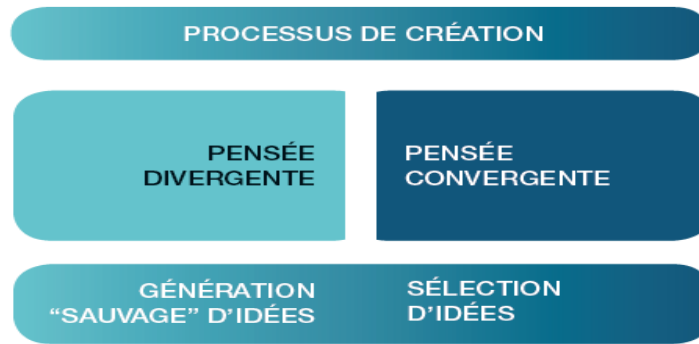 PROCESSUS DE CRÉATION
PENSÉE
DIVERGENTE
PENSÉE
CONVERGENTE
GÉNÉRATION
“SAUVAGE” D’IDÉES
SÉLECTION
D’IDÉES